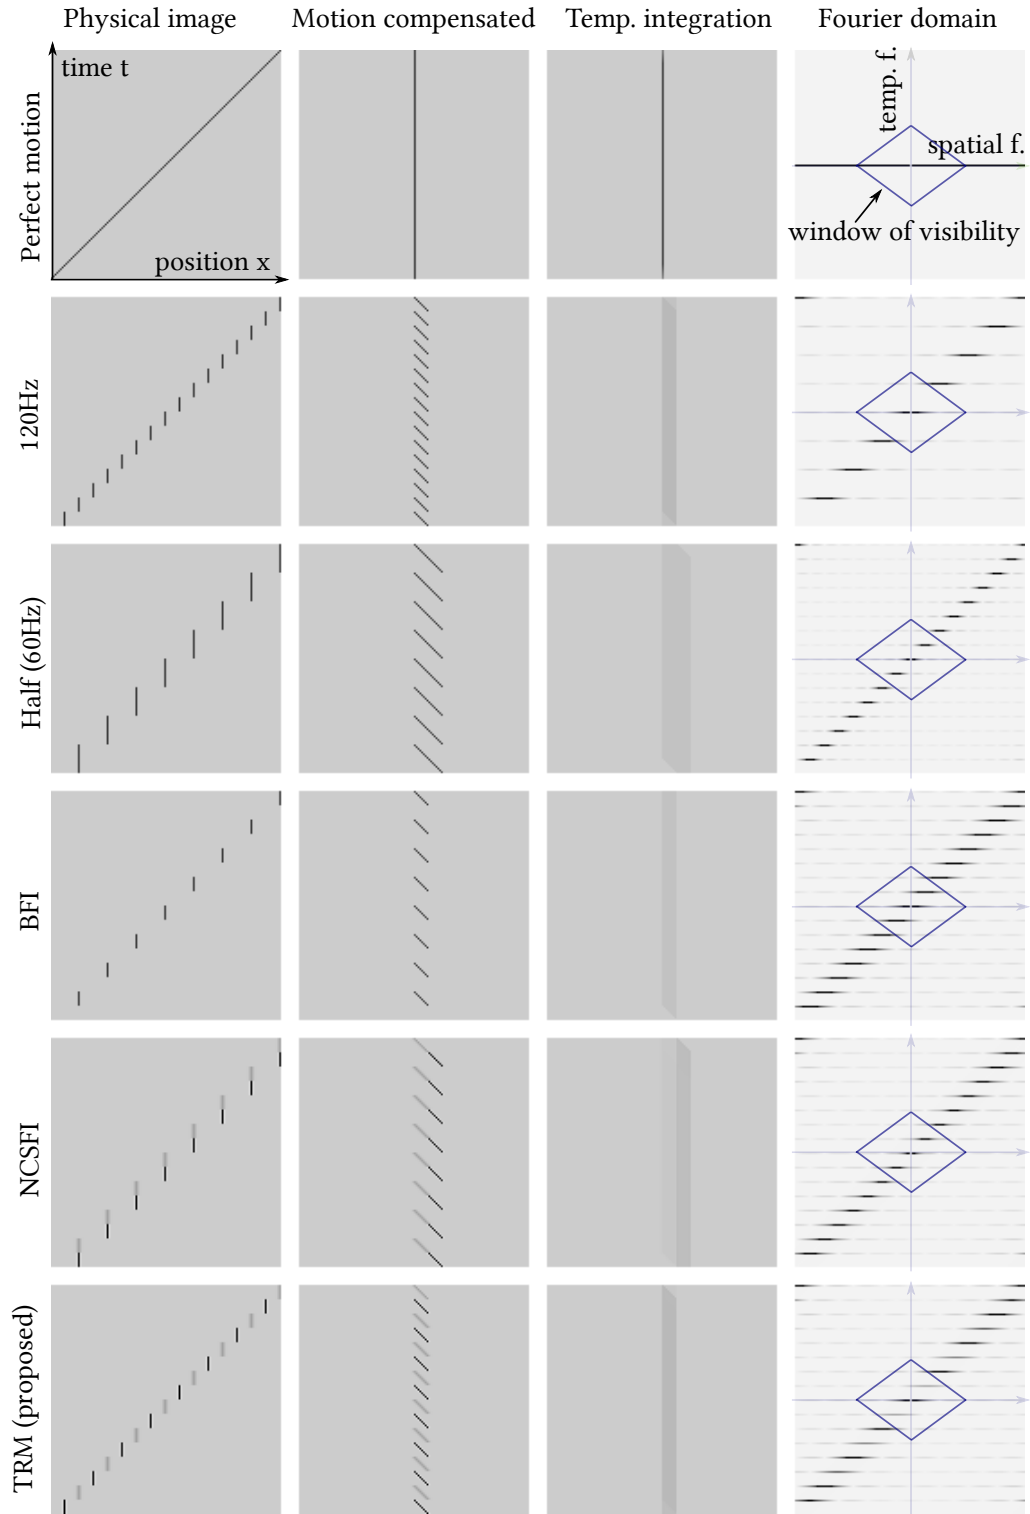 Physical image
Motion compensated
Temp. integration
Fourier domain
Perfect motion
time t
position x
temp. f.
spatial f.
window of visibility
120Hz
Half (60Hz)
BFI
NCSFI
TRM (proposed)